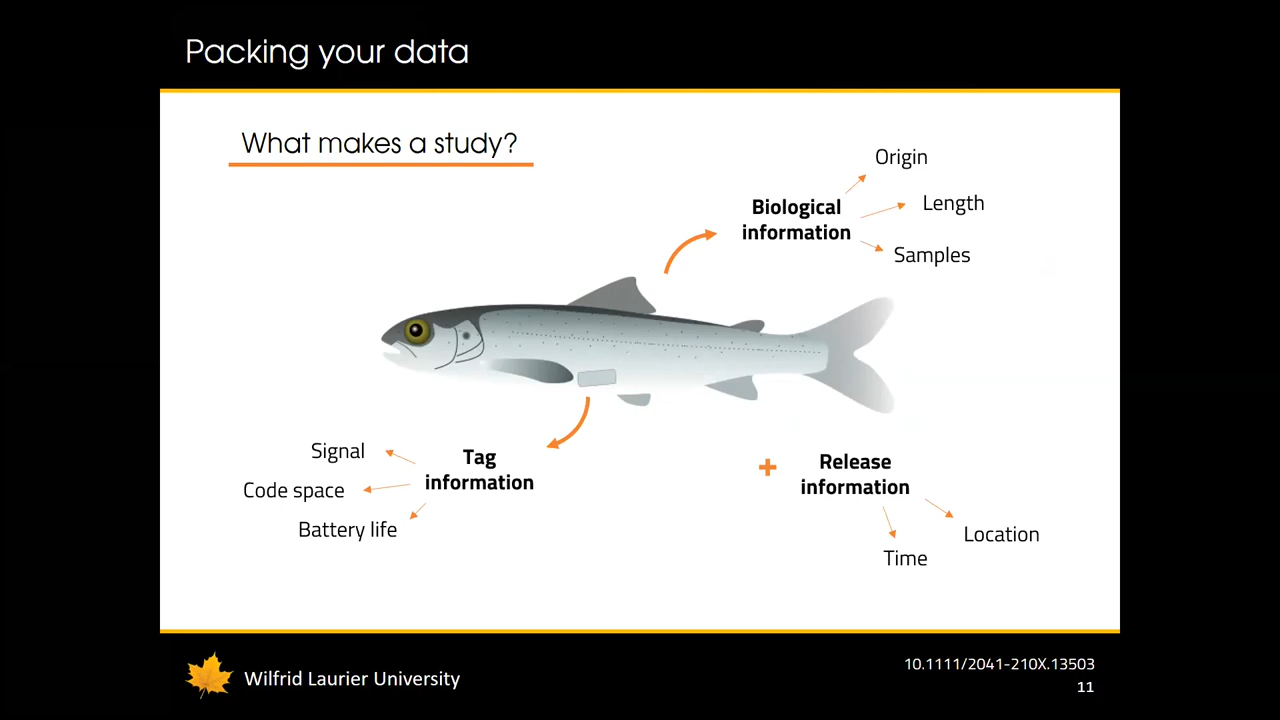 Packing your data
What makes a study?
Origin
Biological
information
Length
Samples
Signal
Tag
information
Code space
Battery life
+
Release
information
Location
Time
Wilfrid Laurier University
10.1111/2041-210X.13503
11